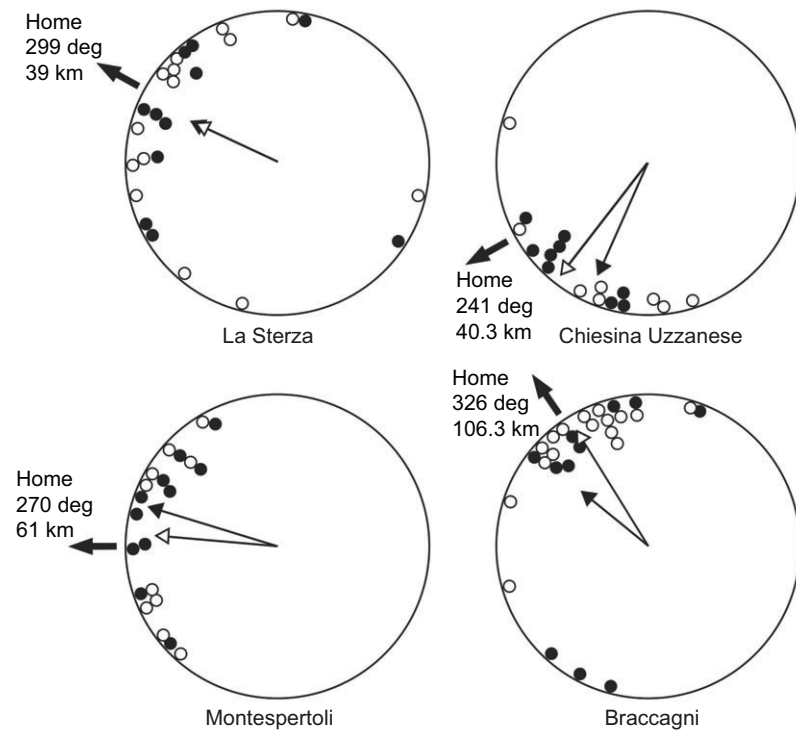 Home
299 deg
39 km
La Sterza
Home
241 deg
40.3 km
Chiesina Uzzanese
Home
270 deg
61 km
Montespertoli
Home
326 deg
106.3 km
Braccagni